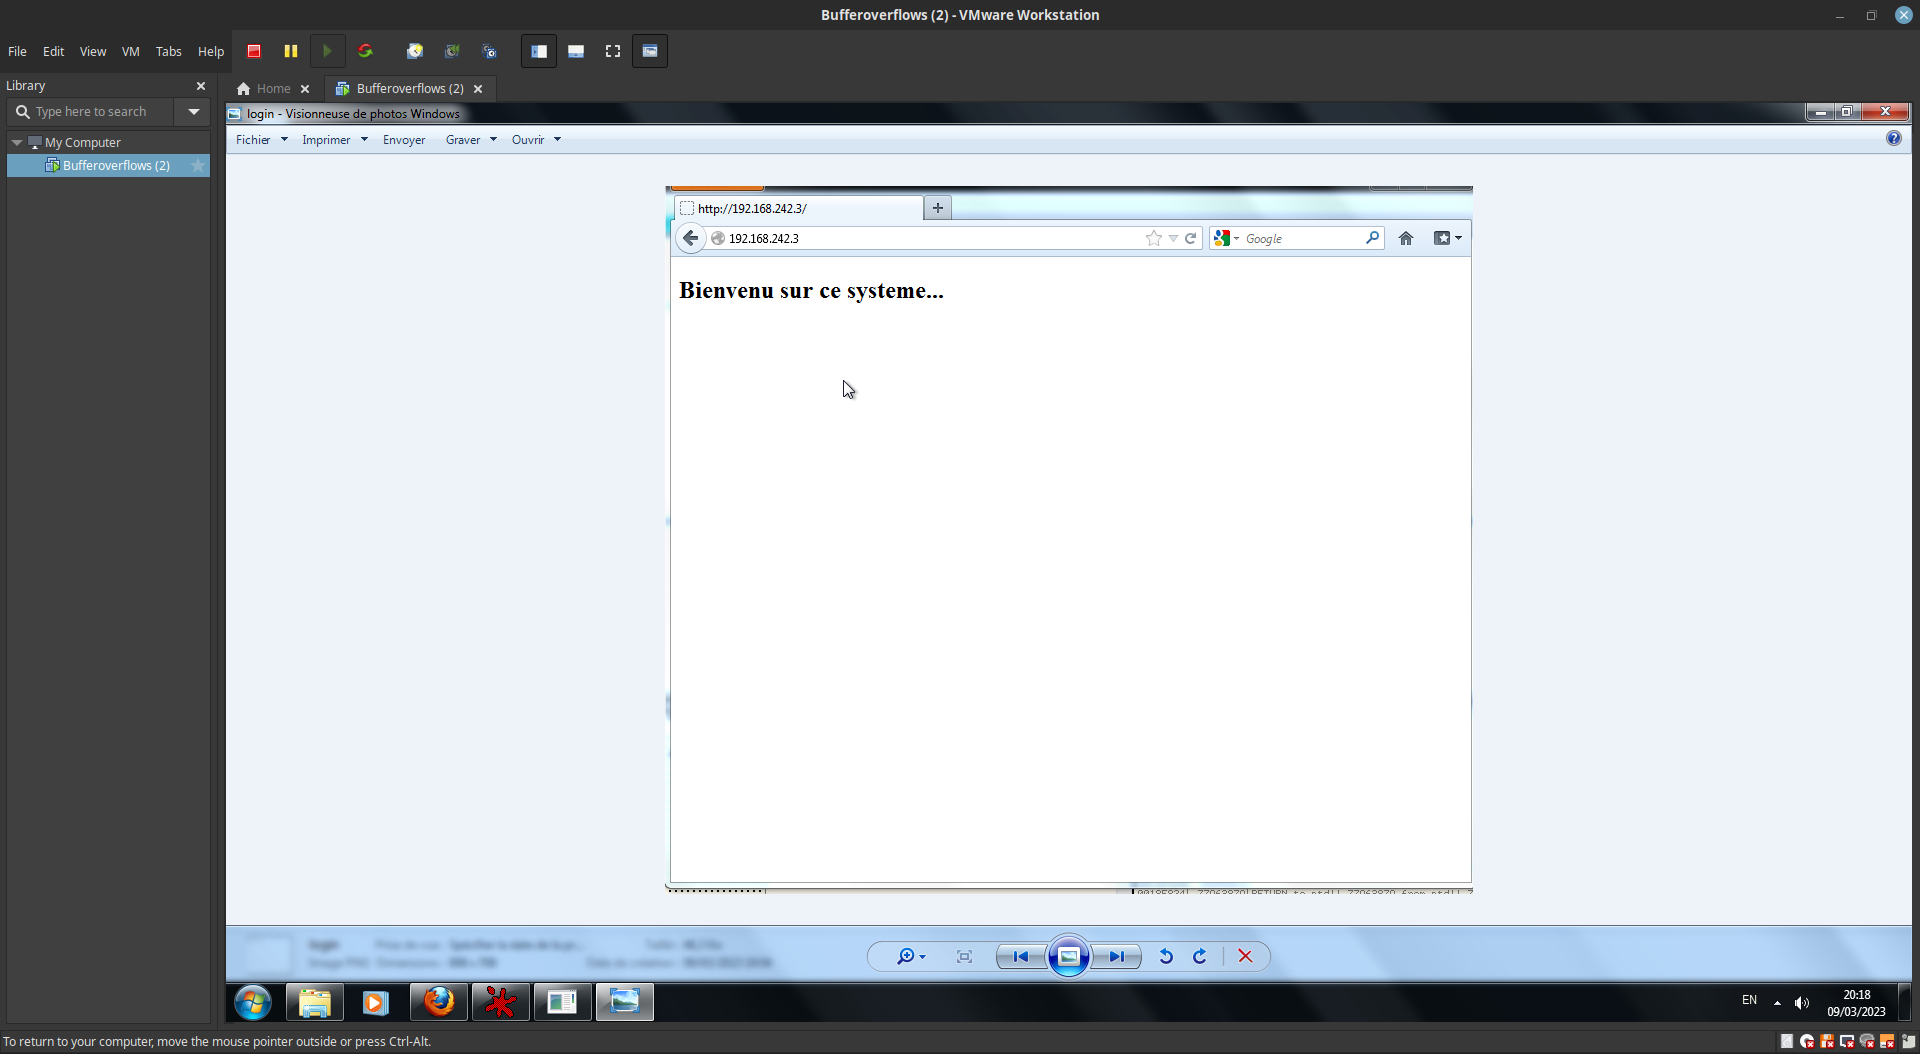 Bufferoverflows (2) - VMware Workstation
File Edit View VM Tabs Help
Library
Home
Bufferoverflows (2)
Type here to search
My Computer
Bufferoverflows (2)
login - Visionneuse de photos Windows
Fichier Imprimer Envoyer Graver Ouvrir
http://192.168.242.3/
192.168.242.3
Google
Bienvenu sur ce systeme...
EN
20:18
09/03/2023
To return to your computer, move the mouse pointer outside or press Ctrl-Alt.